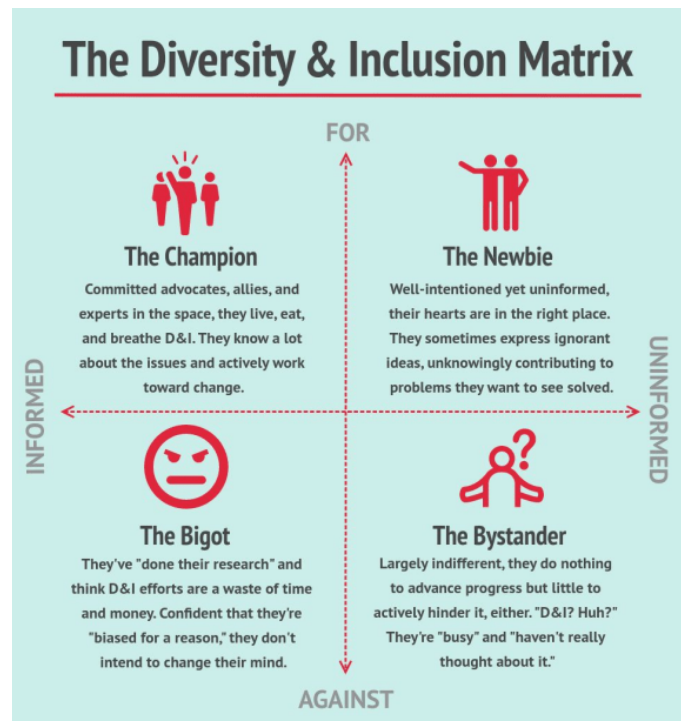 The Diversity & Inclusion Matrix
FOR
The Champion
Committed advocates, allies, and
experts in the space, they live, eat,
and breathe D&I. They know a lot
about the issues and actively work
toward change.
The Newbie
Well-intentioned yet uninformed,
their hearts are in the right place.
They sometimes express ignorant
ideas, unknowingly contributing to
problems they want to see solved.
INFORMED
UNINFORMED
The Bigot
They've "done their research" and
think D&I efforts are a waste of time
and money. Confident that they're
"biased for a reason," they don't
intend to change their mind.
The Bystander
Largely indifferent, they do nothing
to advance progress but little to
actively hinder it, either. "D&I? Huh?"
They're "busy" and "haven't really
thought about it."
AGAINST